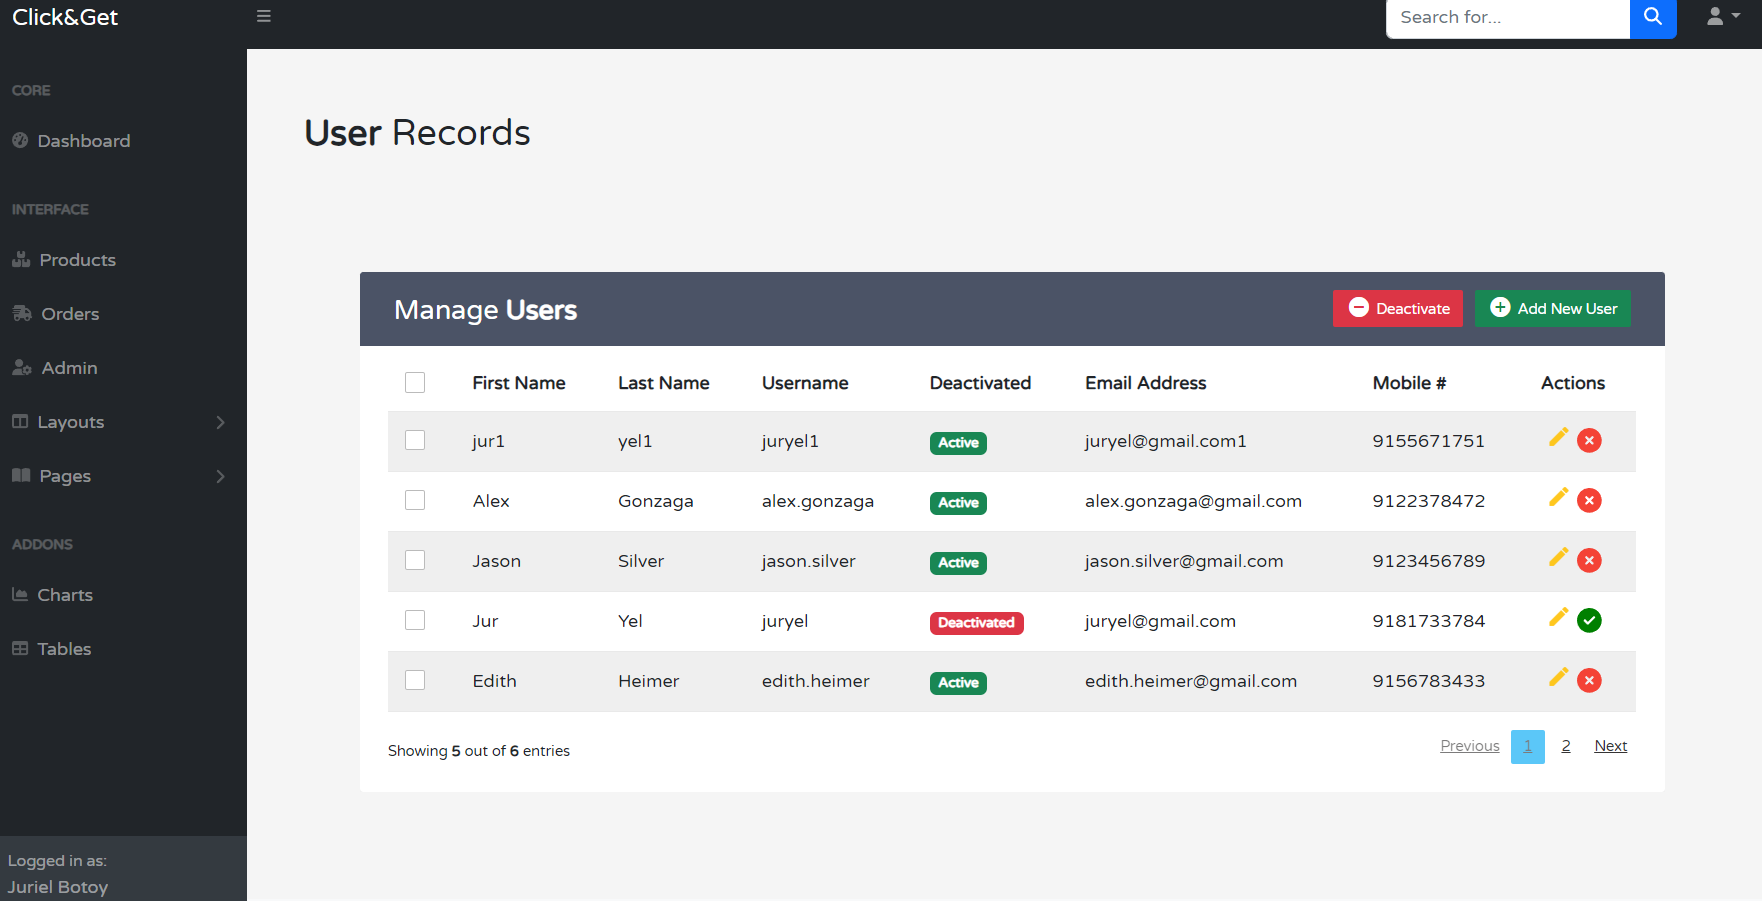 Click&Get
Search for...
CORE
Dashboard
INTERFACE
Products
Orders
Admin
Layouts
Pages
ADDONS
Charts
Tables
Logged in as:
Juriel Botoy
User Records
Manage Users
Deactivate
Add New User
First Name Last Name Username Deactivated Email Address Mobile # Actions
jur1 yel1 juryel1 Active juryel@gmail.com1 9155671751
Alex Gonzaga alex.gonzaga Active alex.gonzaga@gmail.com 9122378472
Jason Silver jason.silver Active jason.silver@gmail.com 9123456789
Jur Yel juryel Deactivated juryel@gmail.com 9181733784
Edith Heimer edith.heimer Active edith.heimer@gmail.com 9156783433
Showing 5 out of 6 entries
Previous 1 2 Next